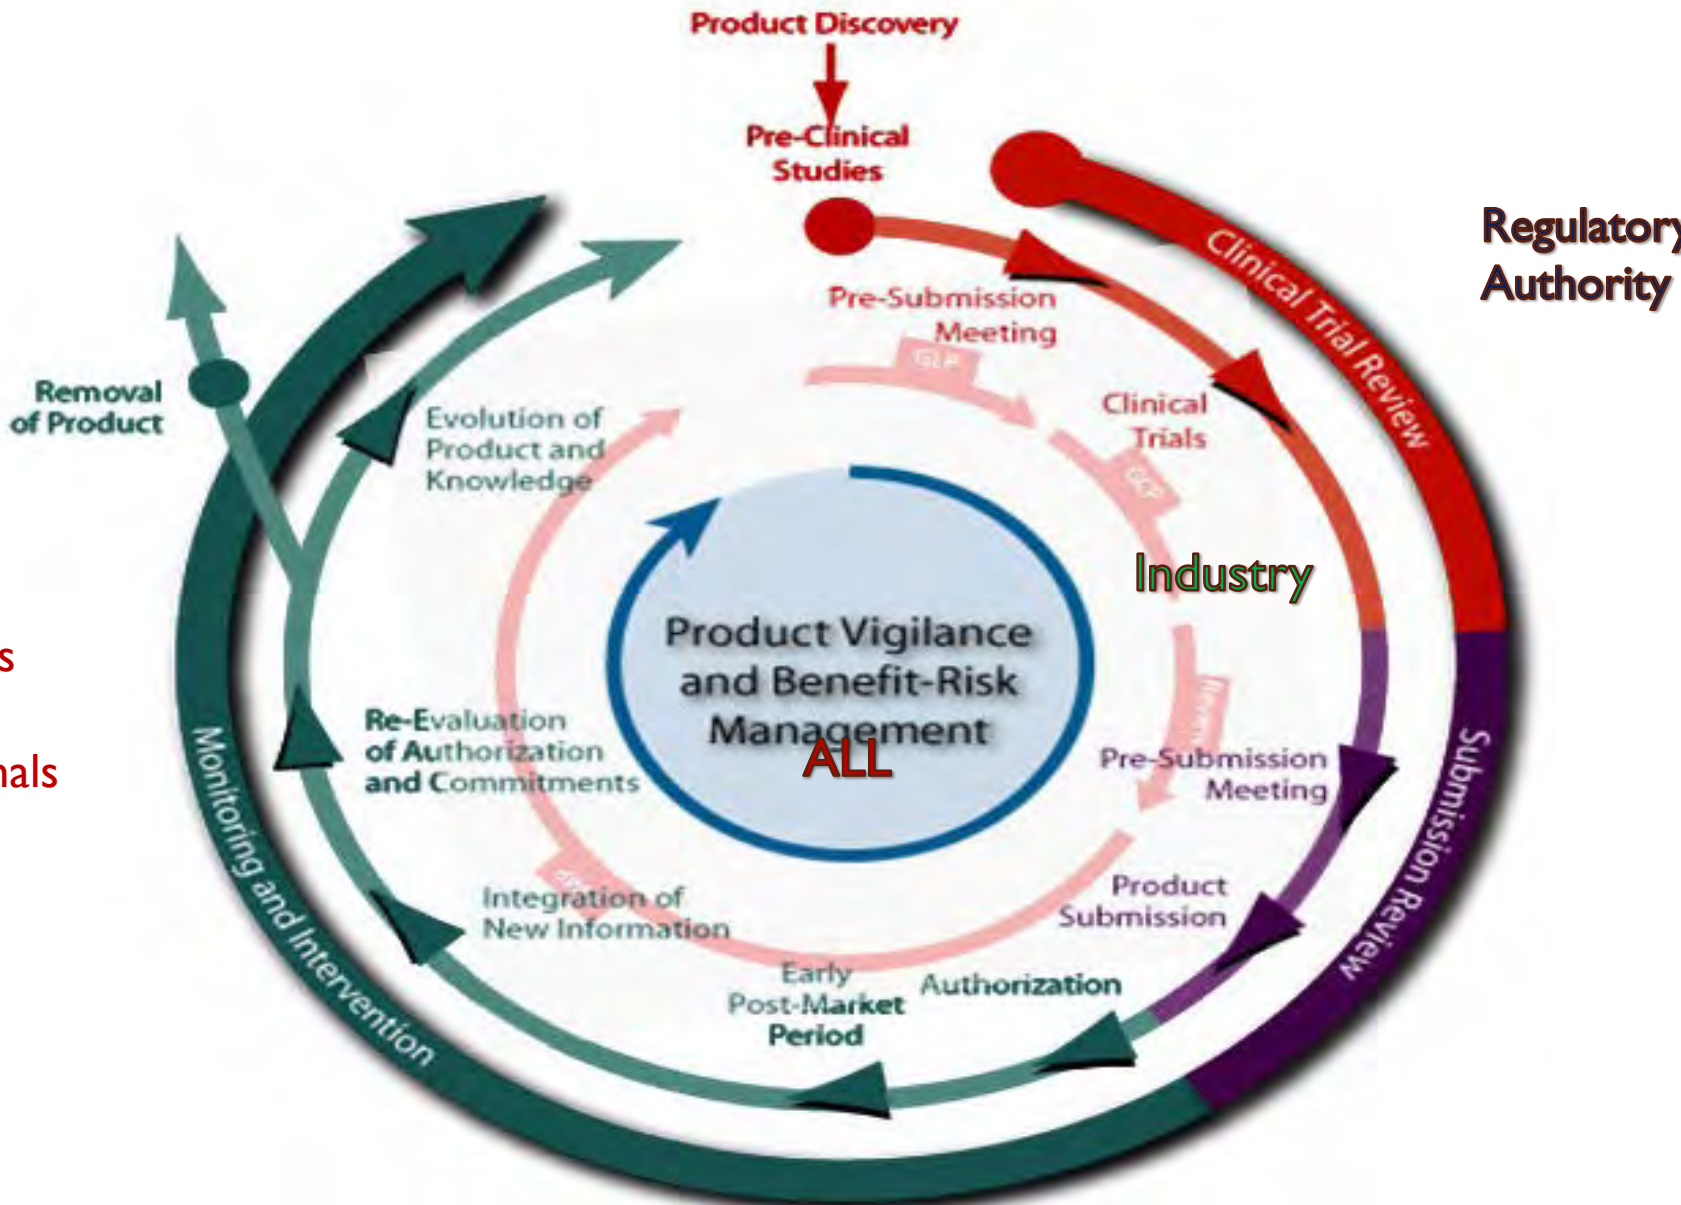 Product Discovery
Pre-Clinical
Studies
Regulatory
Authority
Clinical Trial Review
Pre-Submission
Meeting
GLP
Clinical
Trials
GCP
Removal
of Product
Evolution of
Product and
Knowledge
Industry
Product Vigilance
and Benefit-Risk
Management
ALL
Re-Evaluation
of Authorization
and Commitments
Pre-Submission
Meeting
Submission Review
Monitoring and Intervention
Product
Submission
Integration of
New Information
Early
Post-Market
Period
Authorization